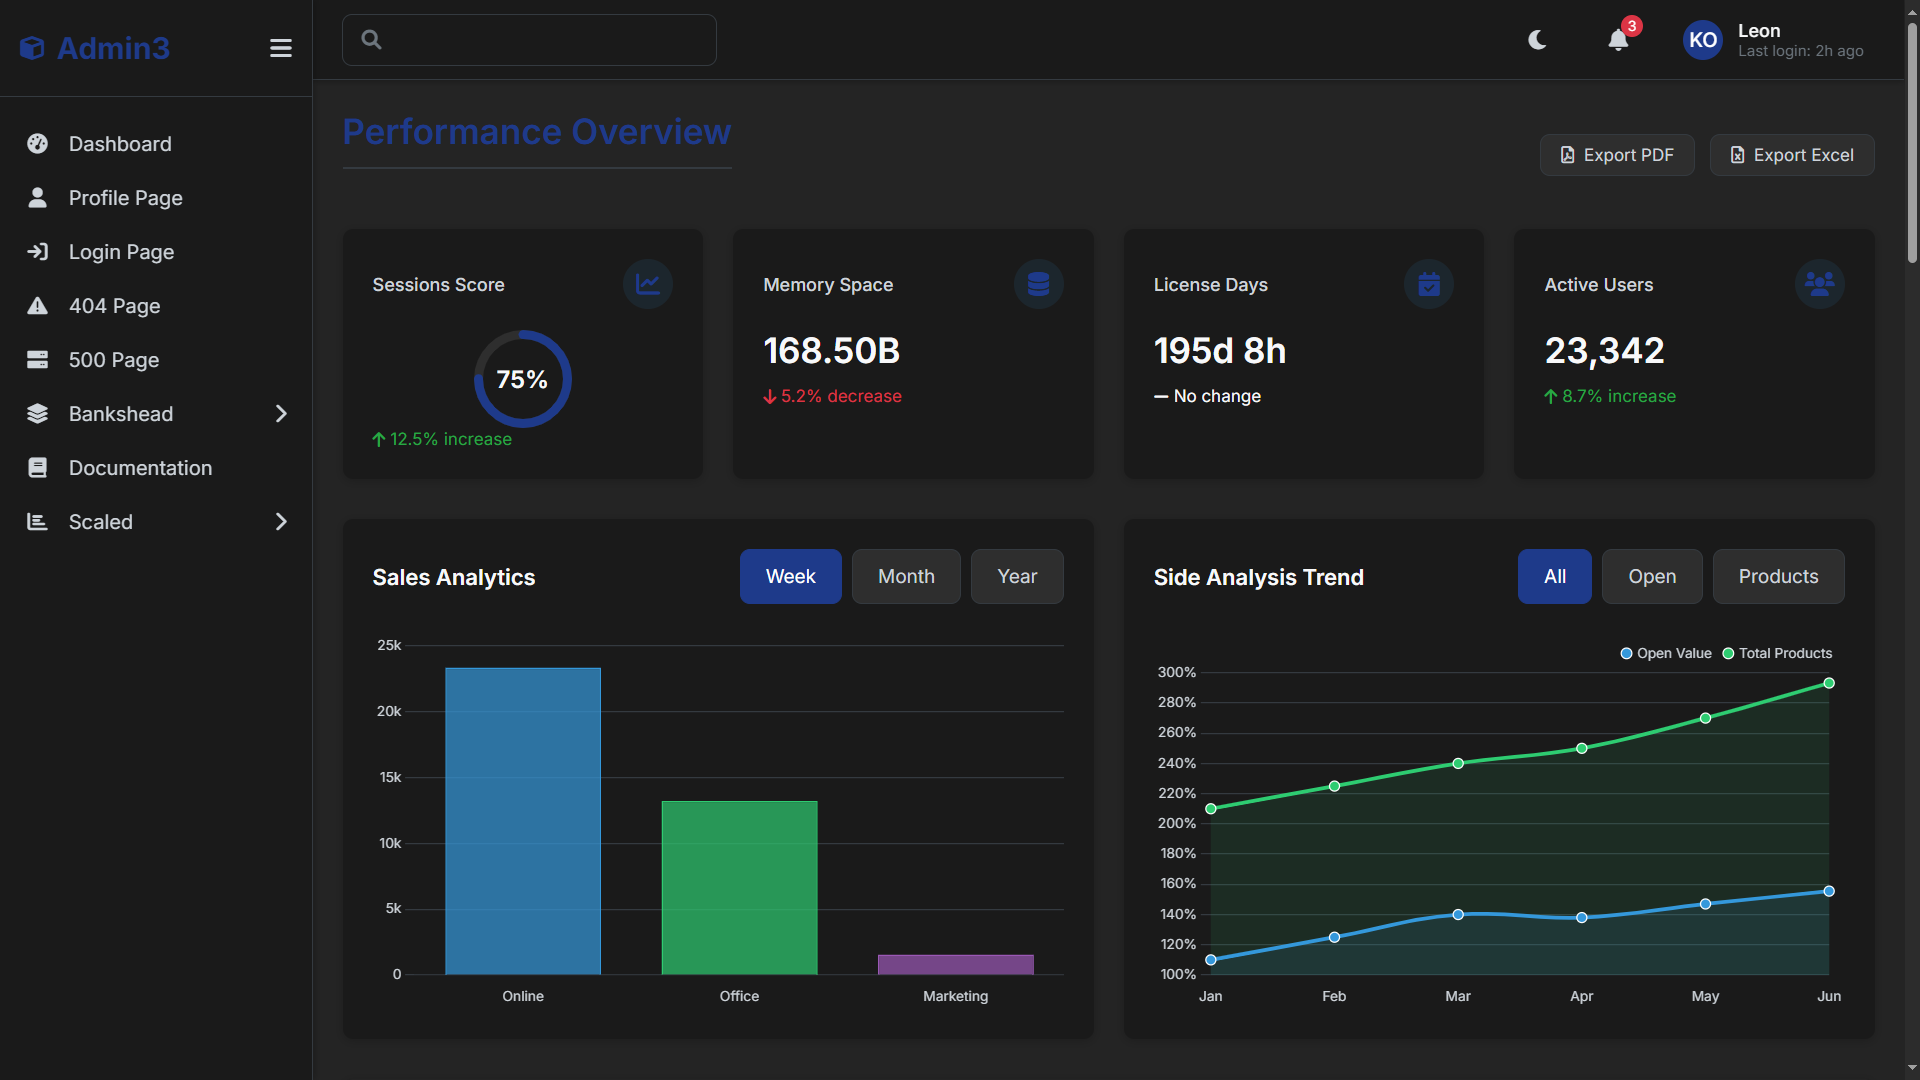 Admin3
3
KO
Leon
Last login: 2h ago
Dashboard
Profile Page
Login Page
404 Page
500 Page
Bankshead
Documentation
Scaled
Performance Overview
Export PDF
Export Excel
Sessions Score
75%
12.5% increase
Memory Space
168.50B
5.2% decrease
License Days
195d 8h
No change
Active Users
23,342
8.7% increase
Sales Analytics
Week
Month
Year
25k
20k
15k
10k
5k
0
Online
Office
Marketing
Side Analysis Trend
All
Open
Products
Open Value
Total Products
300%
280%
260%
240%
220%
200%
180%
160%
140%
120%
100%
Jan
Feb
Mar
Apr
May
Jun